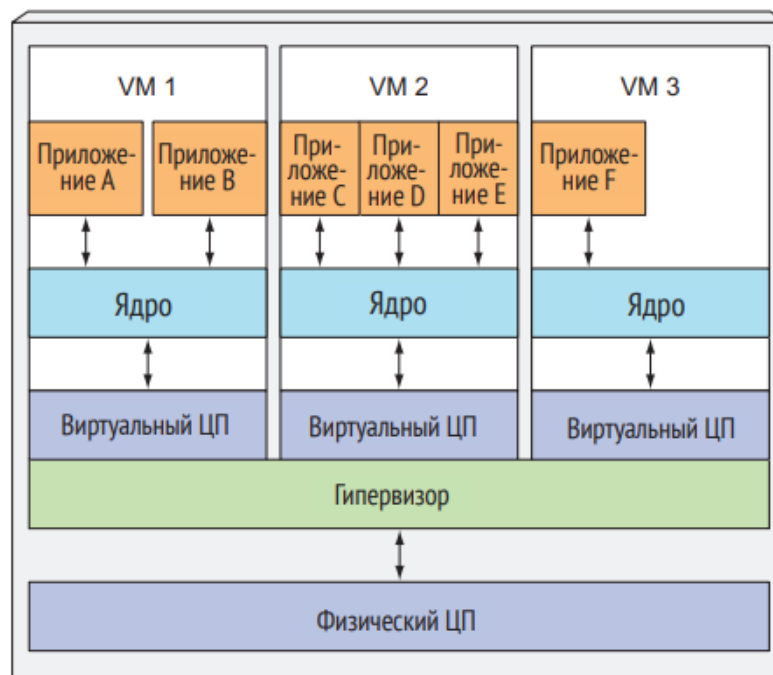 VM 1
VM 2
VM 3
Приложе-
ние A
Приложе-
ние B
При-
ложе-
ние C
При-
ложе-
ние D
При-
ложе-
ние E
Приложе-
ние F
Ядро
Ядро
Ядро
Виртуальный ЦП
Виртуальный ЦП
Виртуальный ЦП
Гипервизор
Физический ЦП